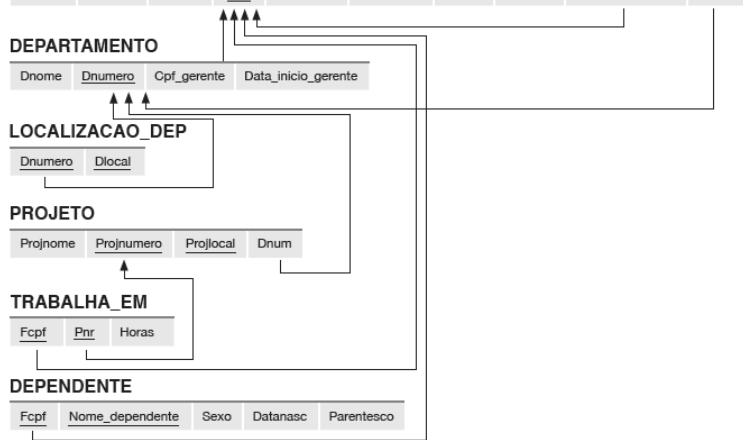 DEPARTAMENTO
Dnome Dnumero Cpf_gerente Data_inicio_gerente
LOCALIZACAO_DEP
Dnumero Dlocal
PROJETO
Projnome Projnumero Projlocal Dnum
TRABALHA_EM
Fcpf Pnr Horas
DEPENDENTE
Fcpf Nome_dependente Sexo Datanasc Parentesco